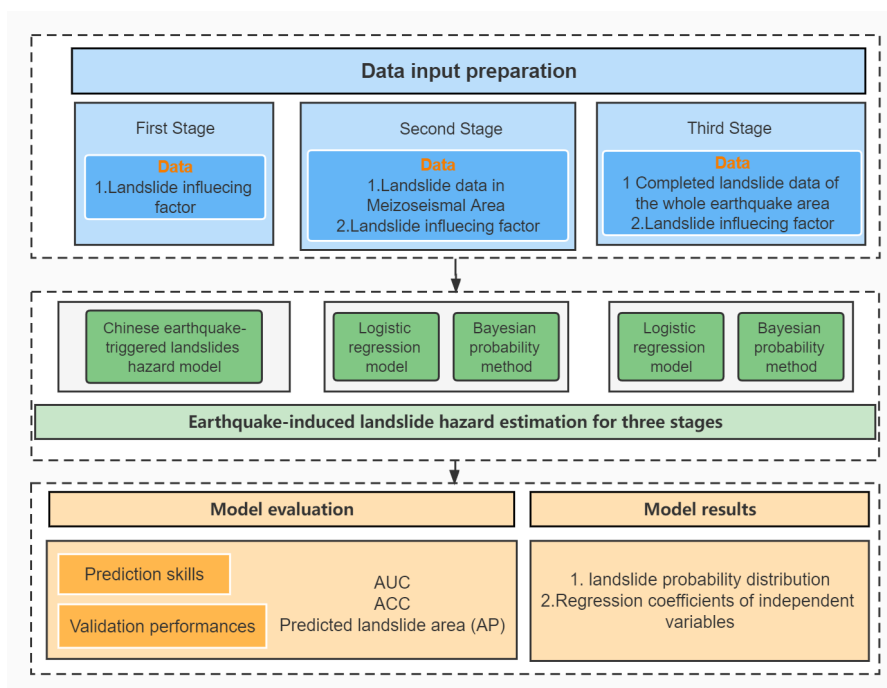 Data input preparation
First Stage
Data
1.Landslide influecing
factor
Second Stage
Data
1.Landslide data in
Meizoseismal Area
2.Landslide influecing factor
Third Stage
Data
1 Completed landslide data of
the whole earthquake area
2.Landslide influecing factor
Chinese earthquake-
triggered landslides
hazard model
Logistic
regression
model
Bayesian
probability
method
Logistic
regression
model
Bayesian
probability
method
Earthquake-induced landslide hazard estimation for three stages
Model evaluation
Prediction skills
Validation performances
AUC
ACC
Predicted landslide area (AP)
Model results
1. landslide probability distribution
2.Regression coefficients of independent
variables